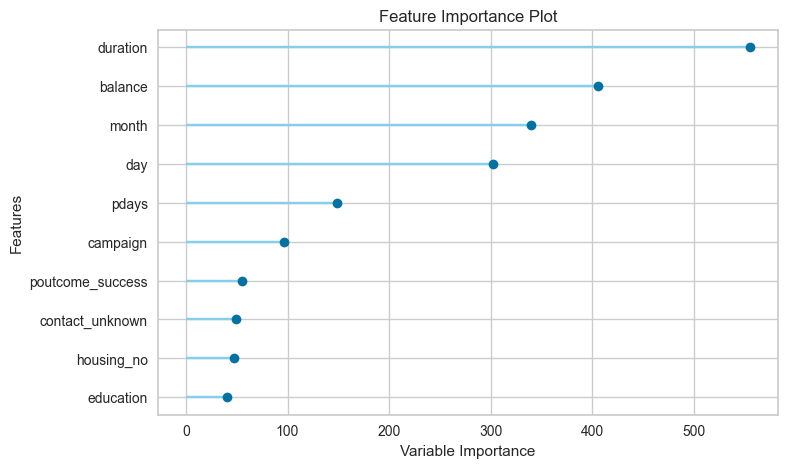 Feature Importance Plot
Features
duration
balance
month
day
pdays
campaign
poutcome_success
contact_unknown
housing_no
education
0 100 200 300 400 500
Variable Importance